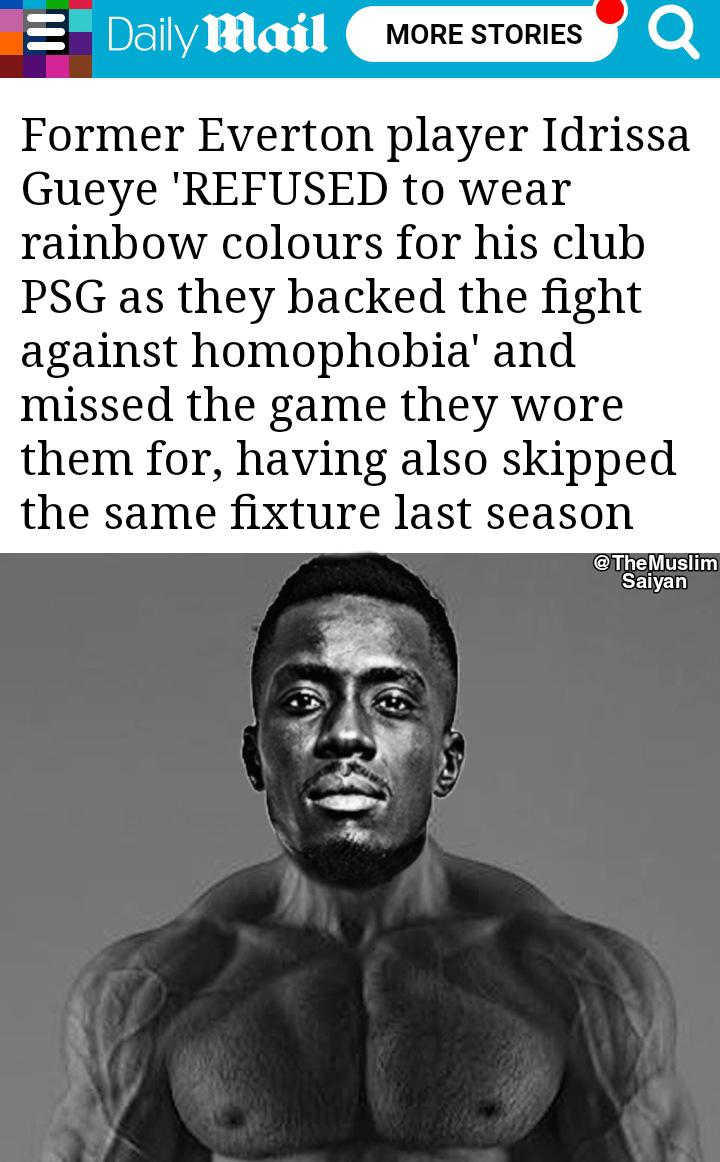 Daily Mail
MORE STORIES
Former Everton player Idrissa
Gueye 'REFUSED to wear
rainbow colours for his club
PSG as they backed the fight
against homophobia' and
missed the game they wore
them for, having also skipped
the same fixture last season
@TheMuslim
Saiyan